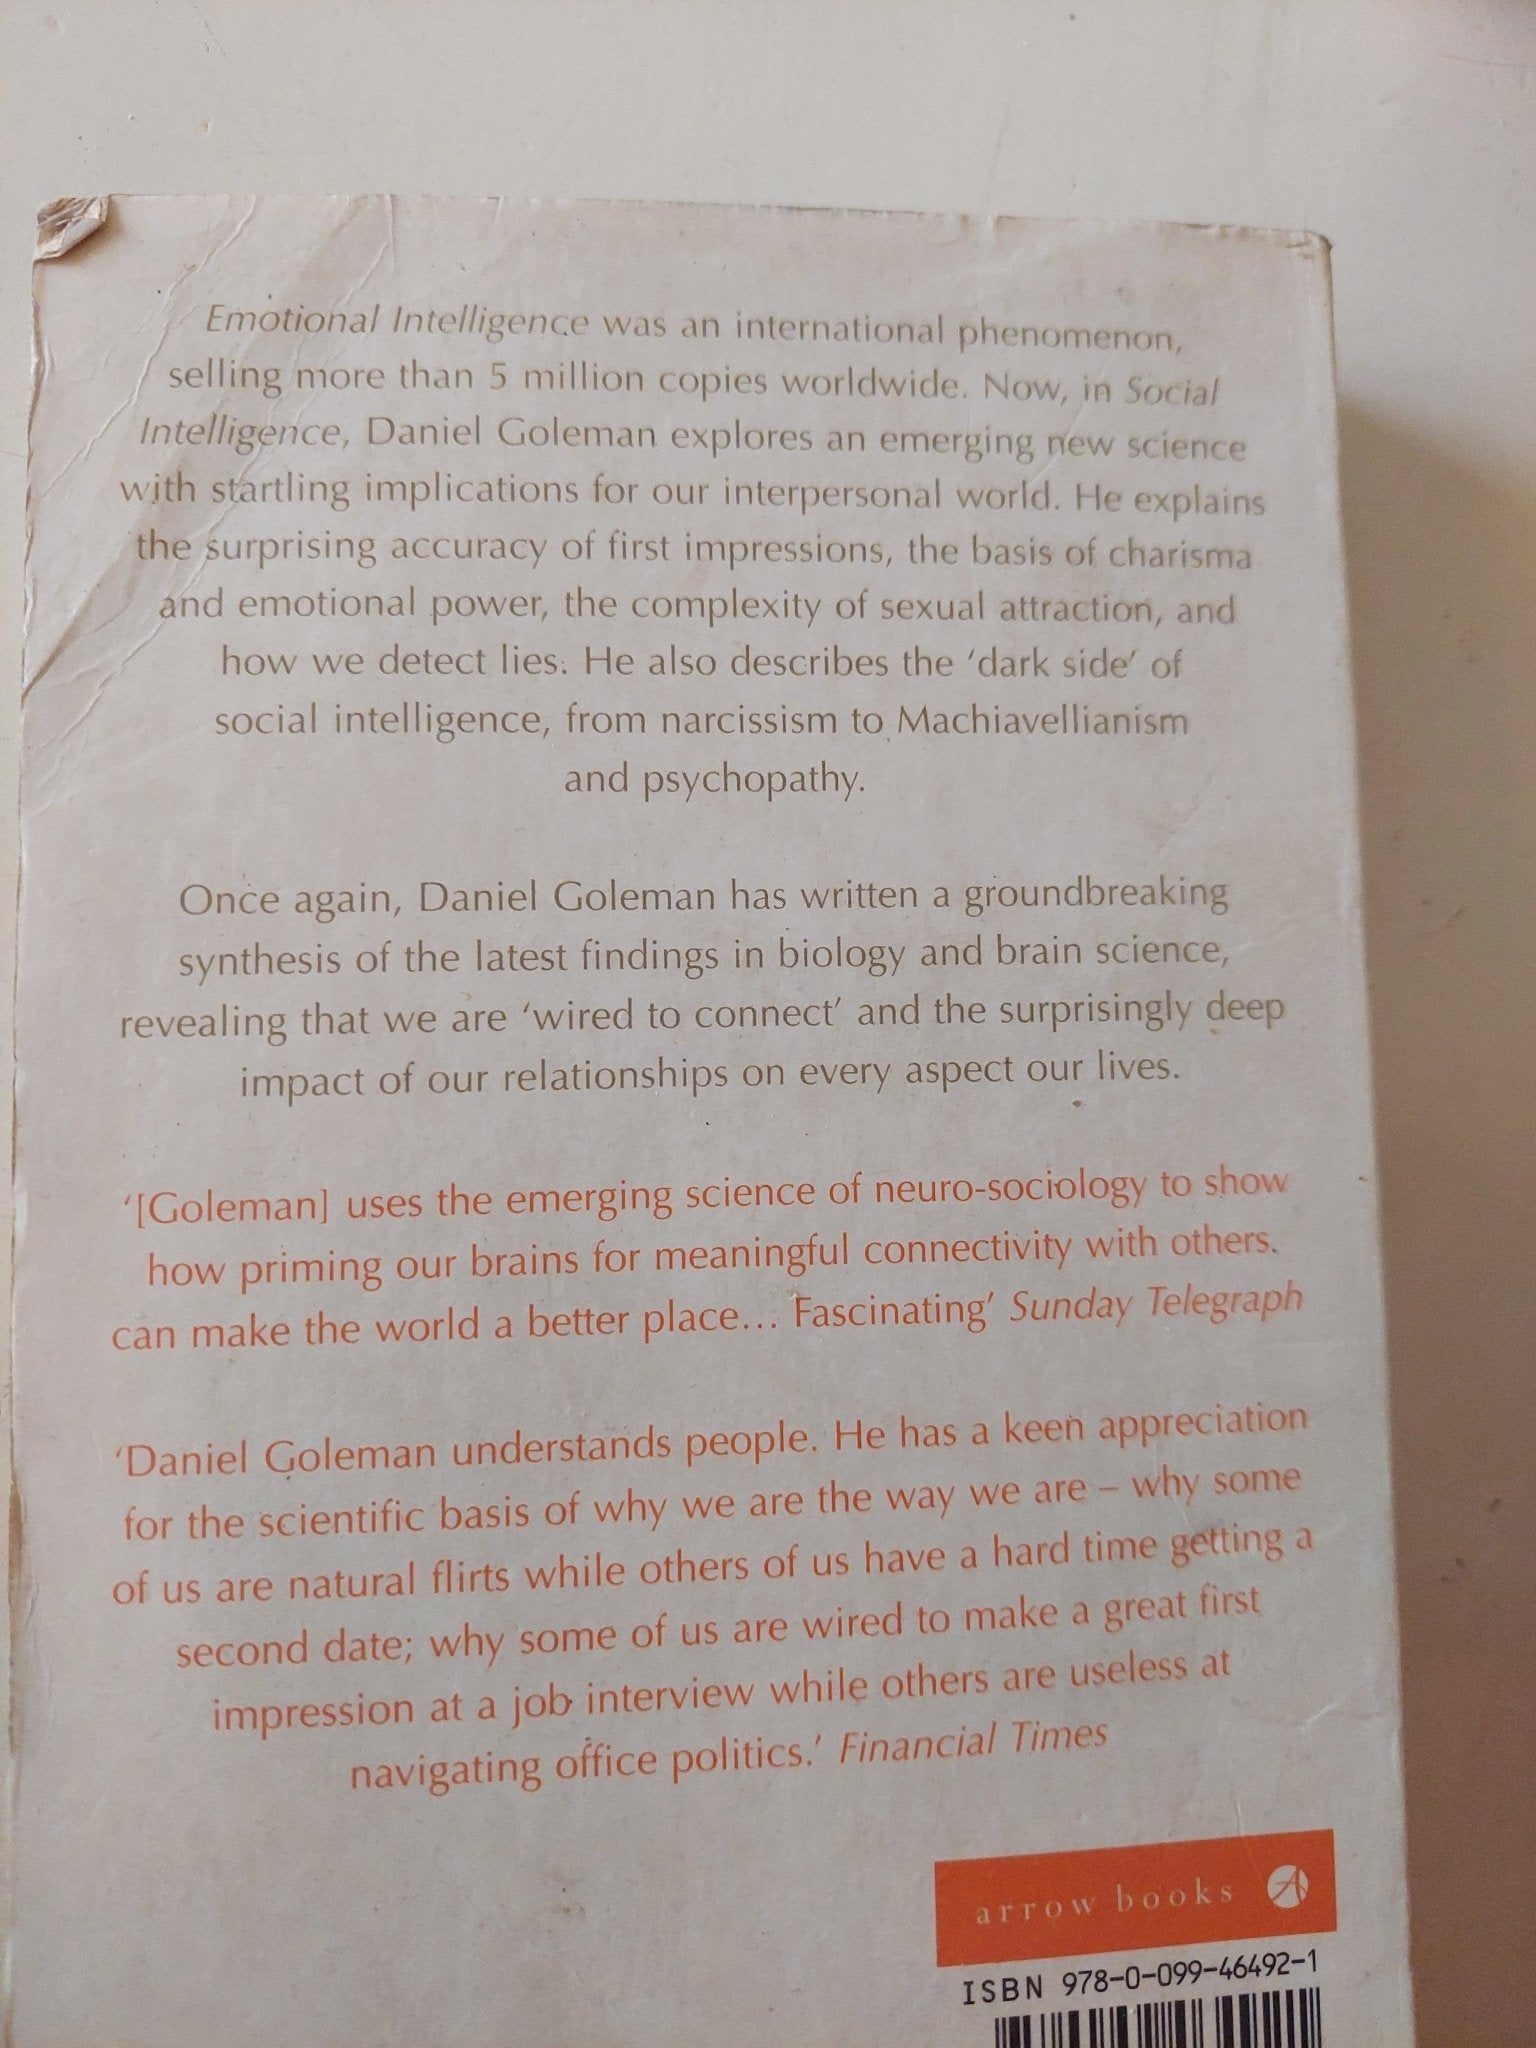 Emotional Intelligence was an international phenomenon,
selling more than 5 million copies worldwide. Now, in Social
Intelligence, Daniel Goleman explores an emerging new science
with startling implications for our interpersonal world. He explains
the surprising accuracy of first impressions, the basis of charisma
and emotional power, the complexity of sexual attraction, and
how we detect lies. He also describes the ‘dark side’ of
social intelligence, from narcissism to Machiavellianism
and psychopathy.
Once again, Daniel Goleman has written a groundbreaking
synthesis of the latest findings in biology and brain science,
revealing that we are ‘wired to connect’ and the surprisingly deep
impact of our relationships on every aspect our lives.
‘[Goleman] uses the emerging science of neuro-sociology to show
how priming our brains for meaningful connectivity with others.
can make the world a better place... Fascinating’ Sunday Telegraph
‘Daniel Goleman understands people. He has a keen appreciation
for the scientific basis of why we are the way we are – why some
of us are natural flirts while others of us have a hard time getting a
second date; why some of us are wired to make a great first
impression at a job interview while others are useless at
navigating office politics.’ Financial Times
arrow books
ISBN 978-0-099-46492-1